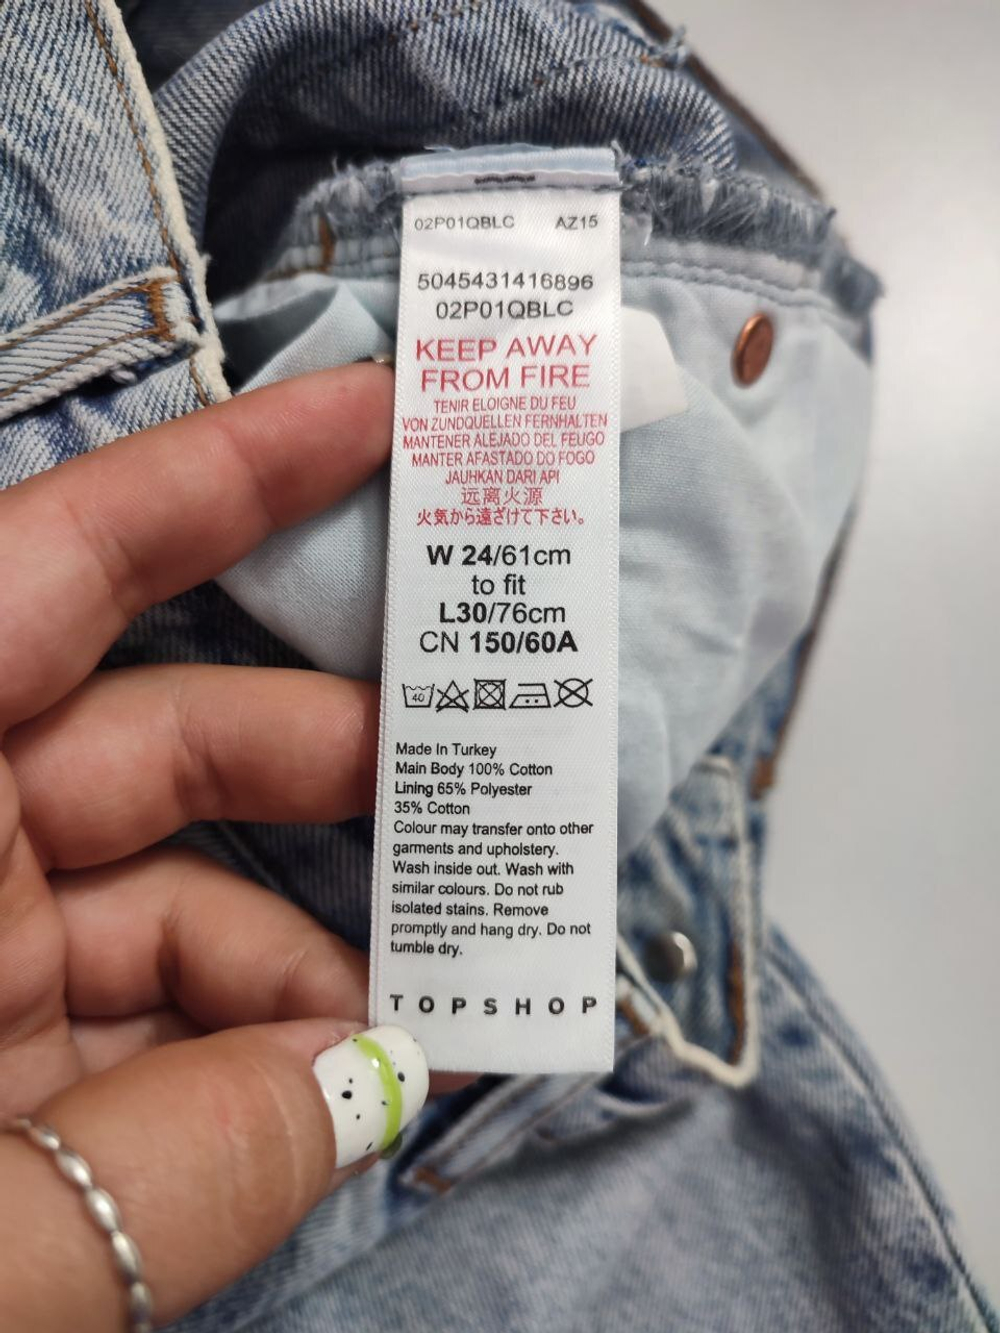 02P01QBLC AZ15
5045431416896
02P01QBLC
KEEP AWAY
FROM FIRE
TENIR ELOIGNE DU FEU
VON ZUNDQUELLEN FERNHALTEN
MANTENER ALEJADO DEL FEUGO
MANTER AFASTADO DO FOGO
JAUHKAN DARI API
远离火源
火気から遠ざけて下さい。
W 24/61cm
to fit
L30/76cm
CN 150/60A
40
Made In Turkey
Main Body 100% Cotton
Lining 65% Polyester
35% Cotton
Colour may transfer onto other
garments and upholstery.
Wash inside out. Wash with
similar colours. Do not rub
isolated stains. Remove
promptly and hang dry. Do not
tumble dry.
TOPSHOP